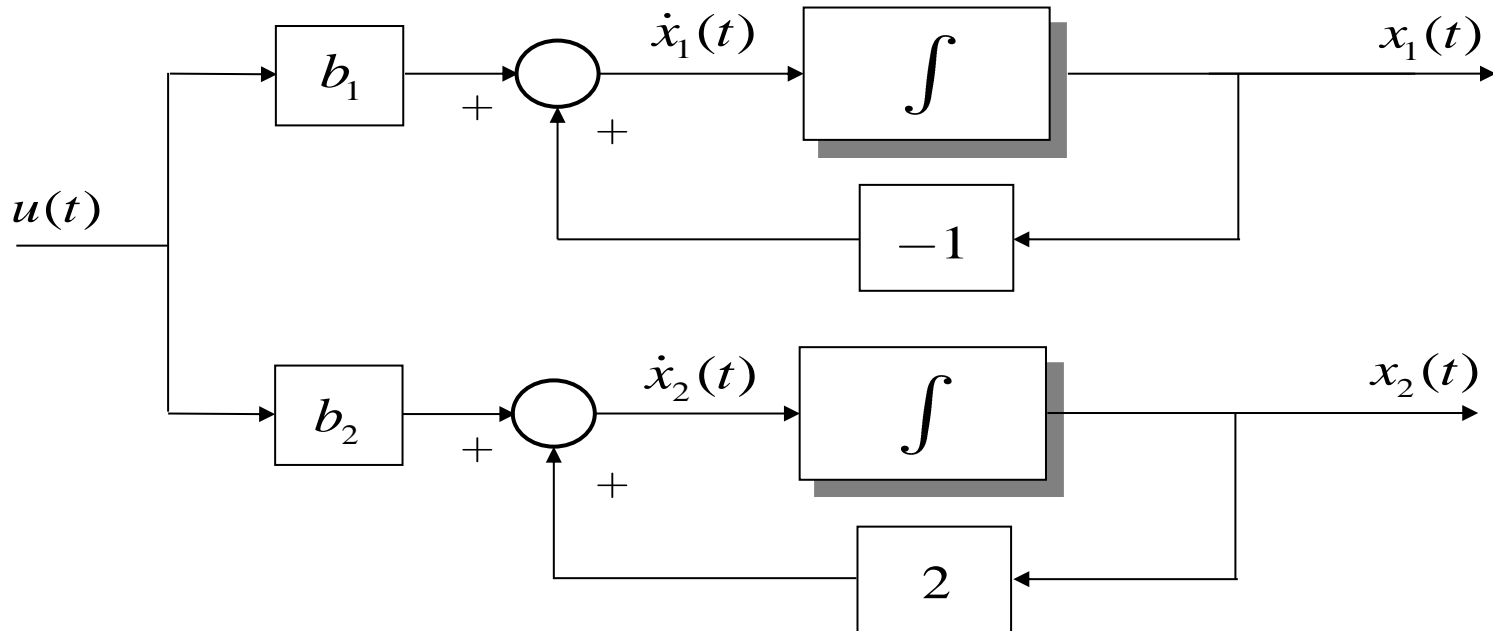 b₁
+
+
ẋ₁(t)
∫
x₁(t)
−1
u(t)
b₂
+
+
ẋ₂(t)
∫
x₂(t)
2